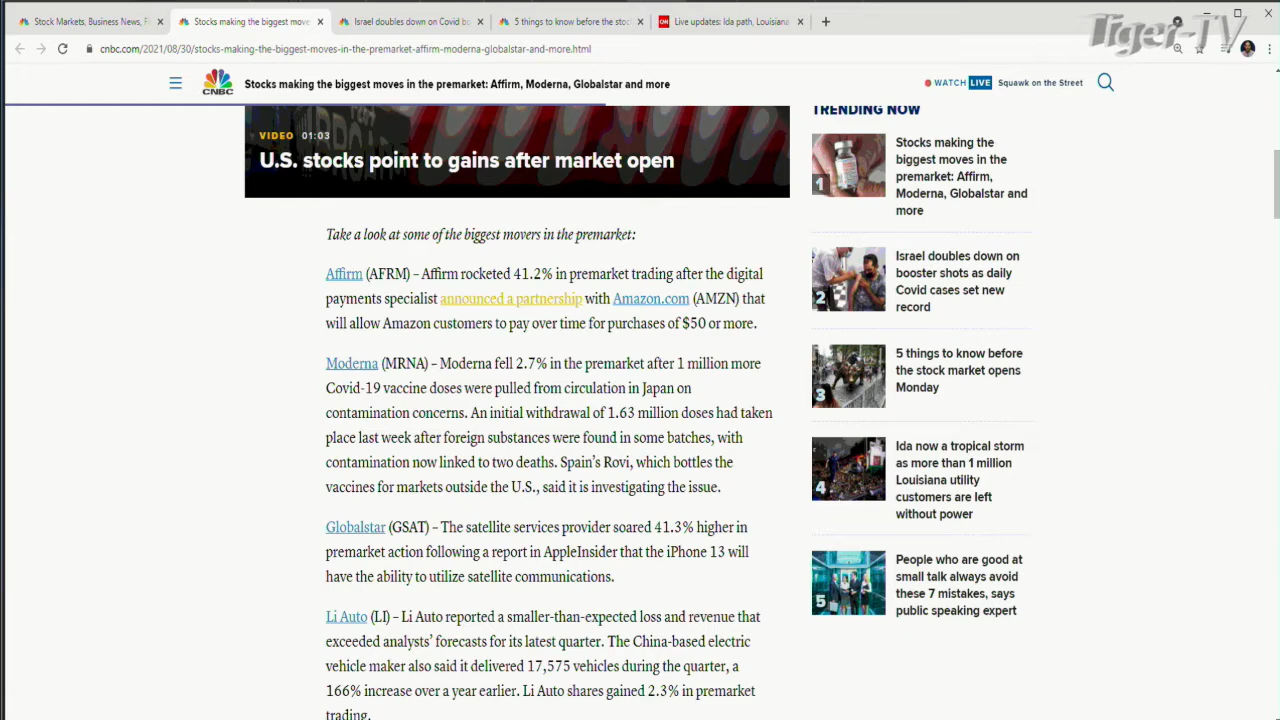 Stock Markets, Business News, F
Stocks making the biggest move
Israel doubles down on Covid bo
5 things to know before the stoc
Live updates: Ida path, Louisiana
Tiger-TV
cnbc.com/2021/08/30/stocks-making-the-biggest-moves-in-the-premarket-affirm-moderna-globalstar-and-more.html
CNBC
Stocks making the biggest moves in the premarket: Affirm, Moderna, Globalstar and more
WATCH LIVE Squawk on the Street
VIDEO 01:03
U.S. stocks point to gains after market open
Take a look at some of the biggest movers in the premarket:
Affirm (AFRM) – Affirm rocketed 41.2% in premarket trading after the digital
payments specialist announced a partnership with Amazon.com (AMZN) that
will allow Amazon customers to pay over time for purchases of $50 or more.
Moderna (MRNA) – Moderna fell 2.7% in the premarket after 1 million more
Covid-19 vaccine doses were pulled from circulation in Japan on
contamination concerns. An initial withdrawal of 1.63 million doses had taken
place last week after foreign substances were found in some batches, with
contamination now linked to two deaths. Spain’s Rovi, which bottles the
vaccines for markets outside the U.S., said it is investigating the issue.
Globalstar (GSAT) – The satellite services provider soared 41.3% higher in
premarket action following a report in AppleInsider that the iPhone 13 will
have the ability to utilize satellite communications.
Li Auto (LI) – Li Auto reported a smaller-than-expected loss and revenue that
exceeded analysts’ forecasts for its latest quarter. The China-based electric
vehicle maker also said it delivered 17,575 vehicles during the quarter, a
166% increase over a year earlier. Li Auto shares gained 2.3% in premarket
trading.
TRENDING NOW
1
Stocks making the
biggest moves in the
premarket: Affirm,
Moderna, Globalstar and
more
2
Israel doubles down on
booster shots as daily
Covid cases set new
record
3
5 things to know before
the stock market opens
Monday
4
Ida now a tropical storm
as more than 1 million
Louisiana utility
customers are left
without power
5
People who are good at
small talk always avoid
these 7 mistakes, says
public speaking expert